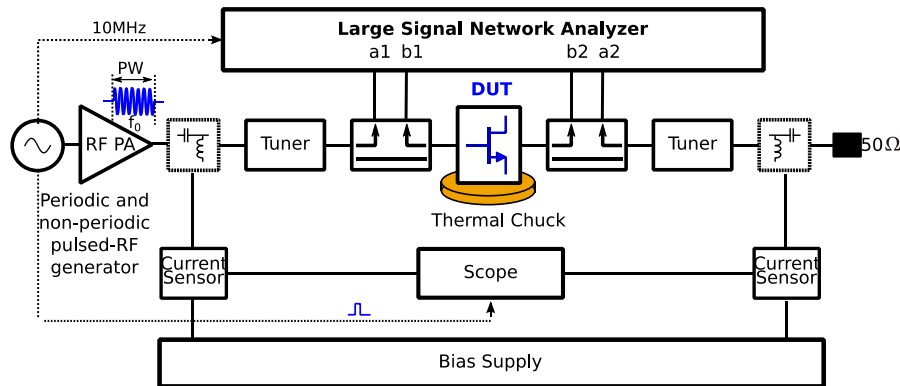 Large Signal Network Analyzer
10MHz
a1 b1
b2 a2
PW
DUT
f0
RF PA
Tuner
Tuner
50Ω
Periodic and
non-periodic
pulsed-RF
generator
Thermal Chuck
Current
Sensor
Scope
Current
Sensor
Bias Supply